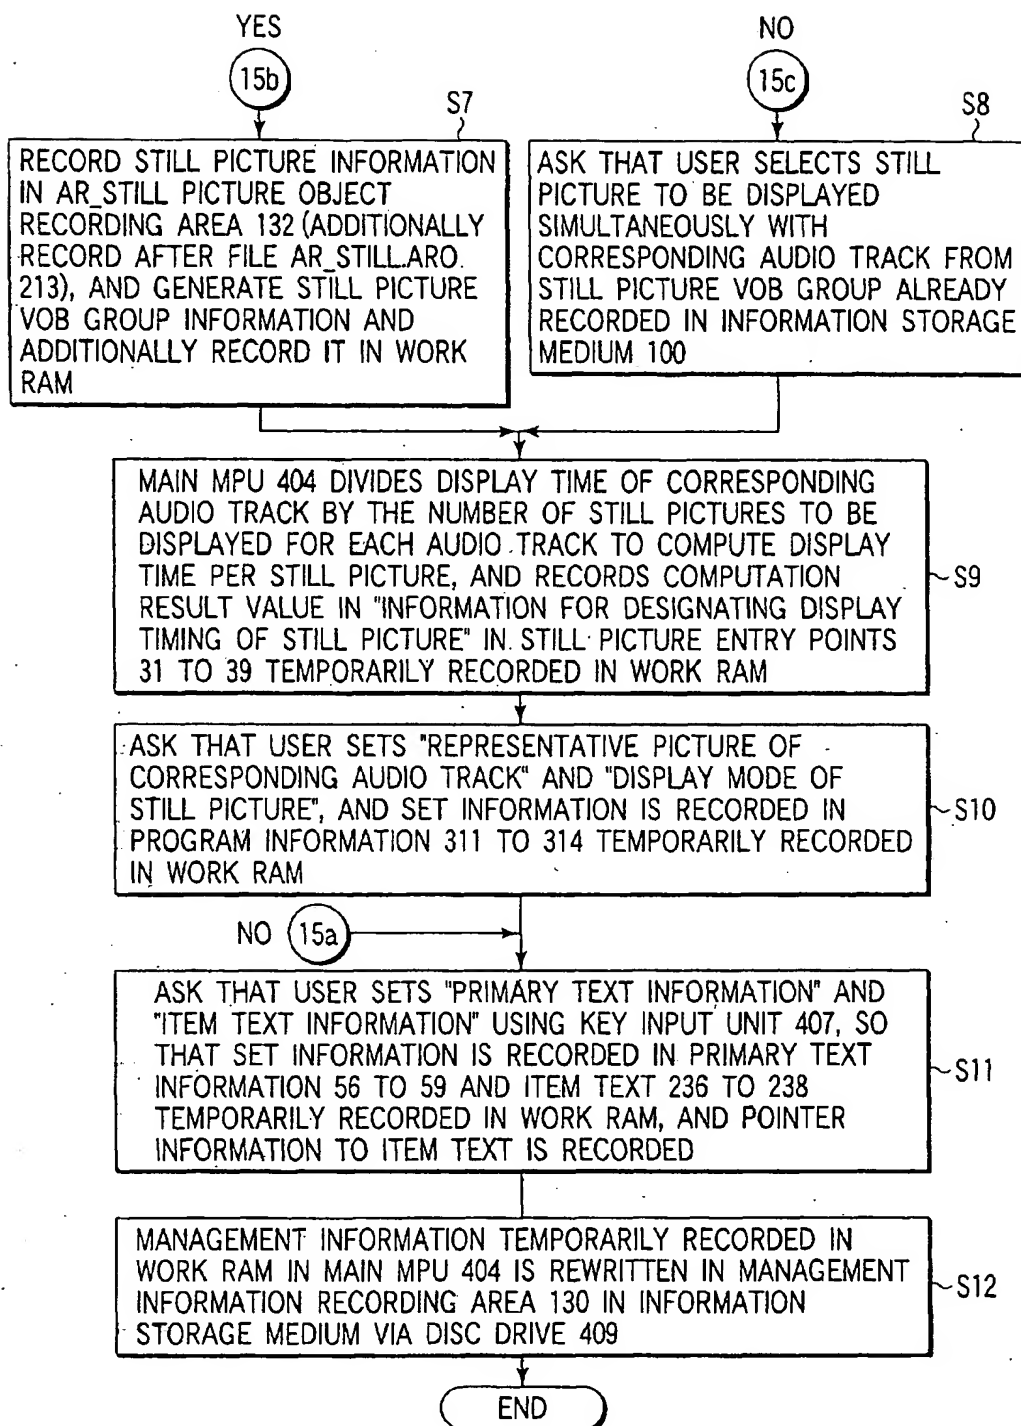 YES
15b
S7
RECORD STILL PICTURE INFORMATION
IN AR_STILL PICTURE OBJECT
RECORDING AREA 132 (ADDITIONALLY
RECORD AFTER FILE AR_STILL.ARO.
213), AND GENERATE STILL PICTURE
VOB GROUP INFORMATION AND
ADDITIONALLY RECORD IT IN WORK
RAM
NO
15c
S8
ASK THAT USER SELECTS STILL
PICTURE TO BE DISPLAYED
SIMULTANEOUSLY WITH
CORRESPONDING AUDIO TRACK FROM
STILL PICTURE VOB GROUP ALREADY
RECORDED IN INFORMATION STORAGE
MEDIUM 100
MAIN MPU 404 DIVIDES DISPLAY TIME OF CORRESPONDING
AUDIO TRACK BY THE NUMBER OF STILL PICTURES TO BE
DISPLAYED FOR EACH AUDIO TRACK TO COMPUTE DISPLAY
TIME PER STILL PICTURE, AND RECORDS COMPUTATION
RESULT VALUE IN "INFORMATION FOR DESIGNATING DISPLAY
TIMING OF STILL PICTURE" IN STILL PICTURE ENTRY POINTS
31 TO 39 TEMPORARILY RECORDED IN WORK RAM
S9
ASK THAT USER SETS "REPRESENTATIVE PICTURE OF
CORRESPONDING AUDIO TRACK" AND "DISPLAY MODE OF
STILL PICTURE", AND SET INFORMATION IS RECORDED IN
PROGRAM INFORMATION 311 TO 314 TEMPORARILY RECORDED
IN WORK RAM
S10
NO 15a
ASK THAT USER SETS "PRIMARY TEXT INFORMATION" AND
"ITEM TEXT INFORMATION" USING KEY INPUT UNIT 407, SO
THAT SET INFORMATION IS RECORDED IN PRIMARY TEXT
INFORMATION 56 TO 59 AND ITEM TEXT 236 TO 238
TEMPORARILY RECORDED IN WORK RAM, AND POINTER
INFORMATION TO ITEM TEXT IS RECORDED
S11
MANAGEMENT INFORMATION TEMPORARILY RECORDED IN
WORK RAM IN MAIN MPU 404 IS REWRITTEN IN MANAGEMENT
INFORMATION RECORDING AREA 130 IN INFORMATION
STORAGE MEDIUM VIA DISC DRIVE 409
S12
END